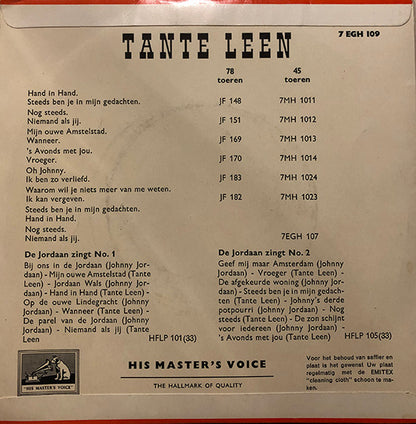 TANTE LEEN
7 EGH 109
78 45
toeren toeren
Hand in Hand.
Steeds ben je in mijn gedachten. JF 148 7MH 1011
Nog steeds.
Niemand als jij. JF 151 7MH 1012
Mijn ouwe Amstelstad.
Wanneer. JF 169 7MH 1013
's Avonds met jou.
Vroeger. JF 170 7MH 1014
Oh Johnny.
Ik ben zo verliefd. JF 183 7MH 1024
Waarom wil je niets meer van me weten.
Ik kan vergeven. JF 182 7MH 1023
Steeds ben je in mijn gedachten.
Hand in Hand.
Nog steeds.
Niemand als jij. 7EGH 107
De Jordaan zingt No. 1
Bij ons in de Jordaan (Johnny
Jordaan) - Mijn ouwe Amstelstad (Tante
Leen) - Jordaan Wals (Johnny Jor-
daan) - Hand in Hand (Tante Leen) -
Op de ouwe Lindegracht (Johnny
Jordaan) - Wanneer (Tante Leen) -
De parel van de Jordaan (Johnny
Jordaan) - Niemand als jij (Tante
Leen HFLP 101(33)
De Jordaan zingt No. 2
Geef mij maar Amsterdam (Johnny
Jordaan) - Vroeger (Tante Leen) -
De afgekeurde woning (Johnny Jor-
daan) - Steeds ben je in mijn gedach-
ten (Tante Leen) - Johnny's derde
potpourri (Johnny Jordaan) - Nog
steeds (Tante Leen) - De zon schijnt
voor iedereen (Johnny Jordaan) -
's Avonds met jou (Tante Leen). HFLP 105(33)
"HIS MASTER'S VOICE"
HIS MASTER'S VOICE
THE HALLMARK OF QUALITY
Voor het behoud van saffier en
plaat is het gewenst Uw plaat
regelmatig met de EMITEX
"cleaning cloth" schoon te ma-
ken.